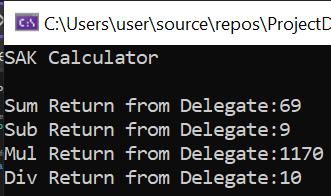 C:\Users\user\source\repos\ProjectD
SAK Calculator
Sum Return from Delegate:69
Sub Return from Delegate:9
Mul Return from Delegate:1170
Div Return from Delegate:10